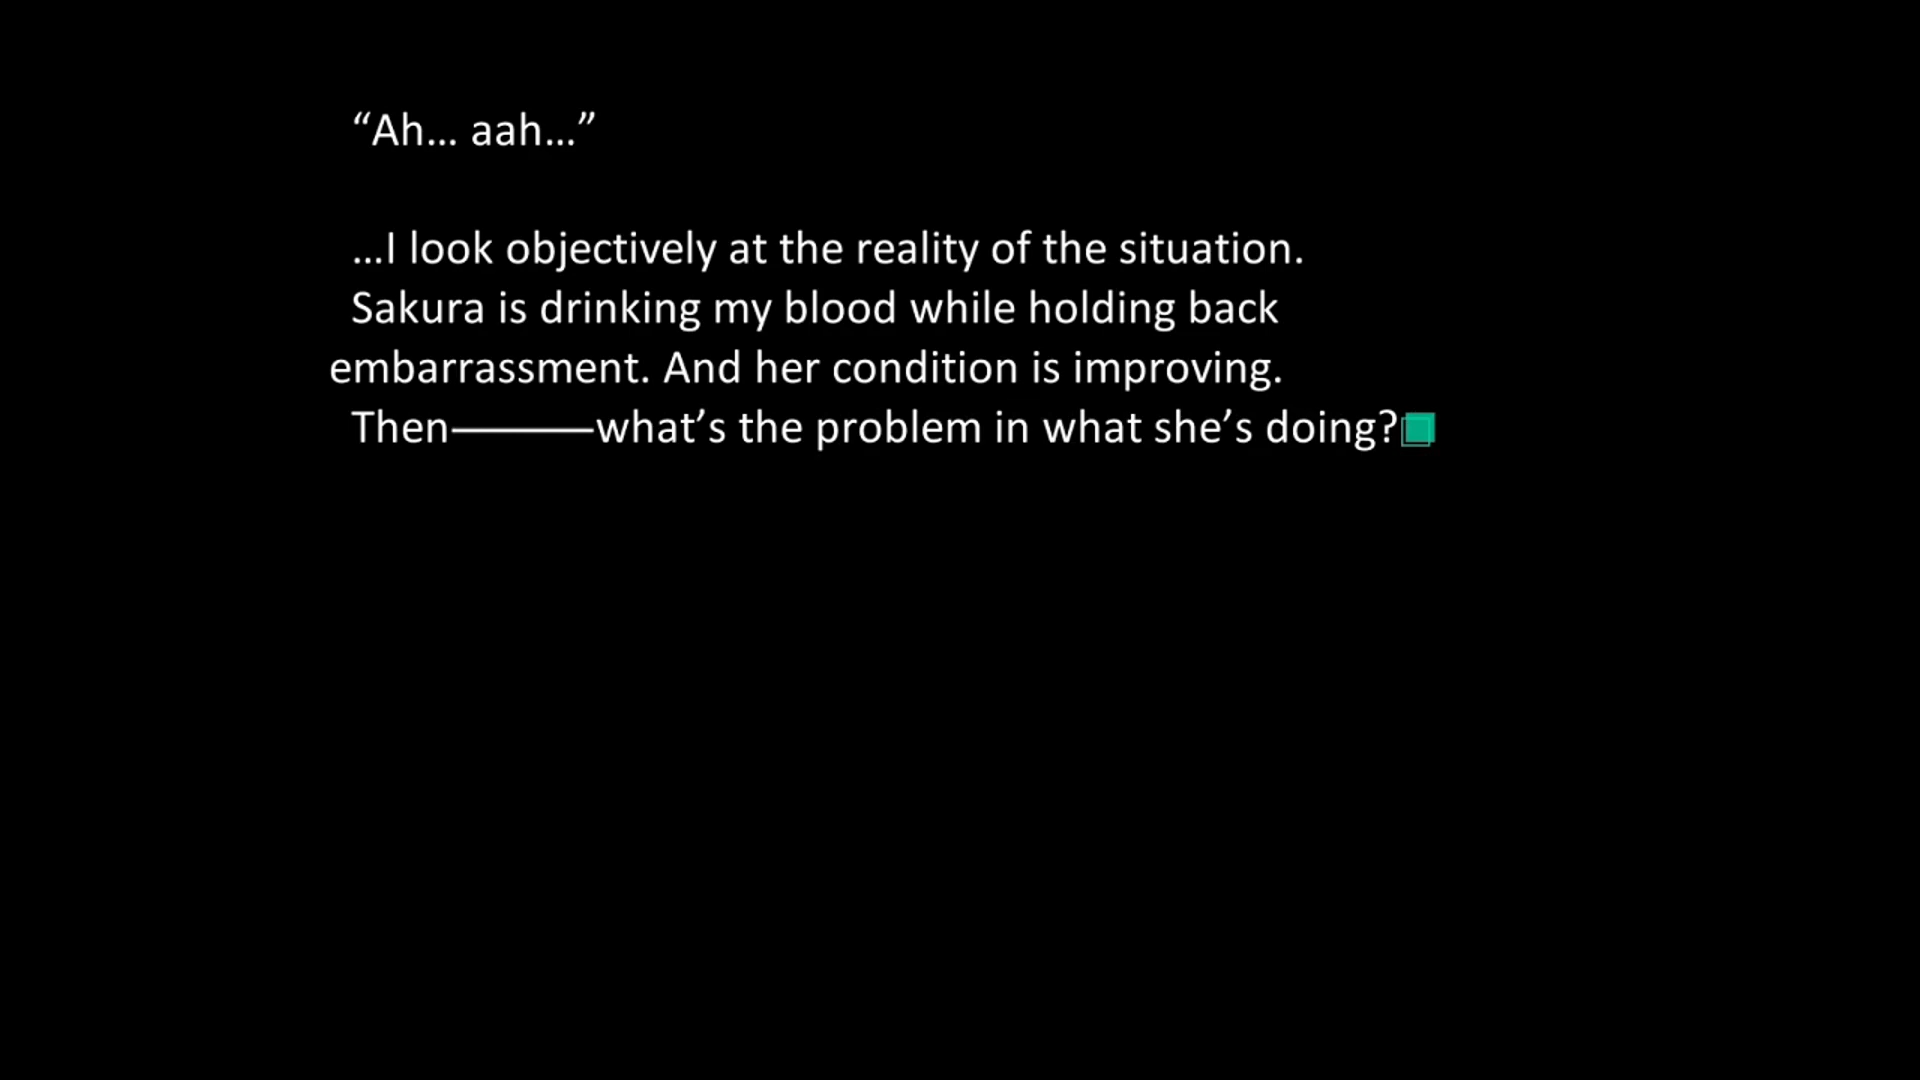 “Ah… aah…”
…I look objectively at the reality of the situation.
Sakura is drinking my blood while holding back
embarrassment. And her condition is improving.
Then———what’s the problem in what she’s doing?